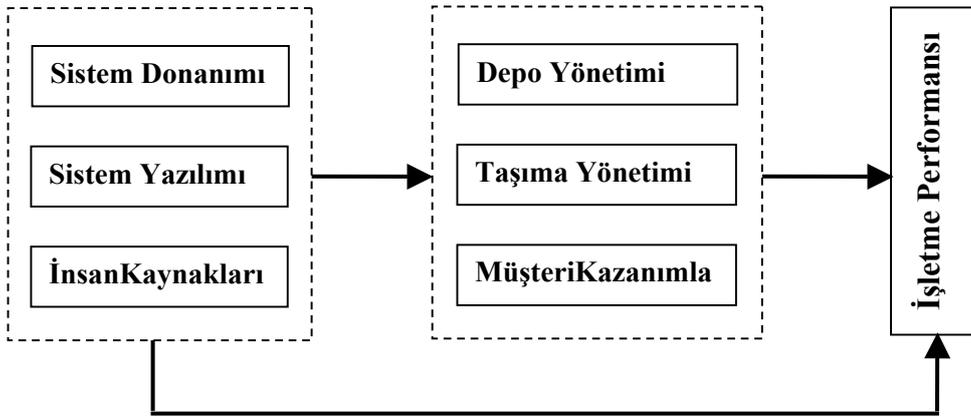 Sistem Donanımı
Sistem Yazılımı
İnsanKaynakları
Depo Yönetimi
Taşıma Yönetimi
MüşteriKazanımla
İşletme Performansı